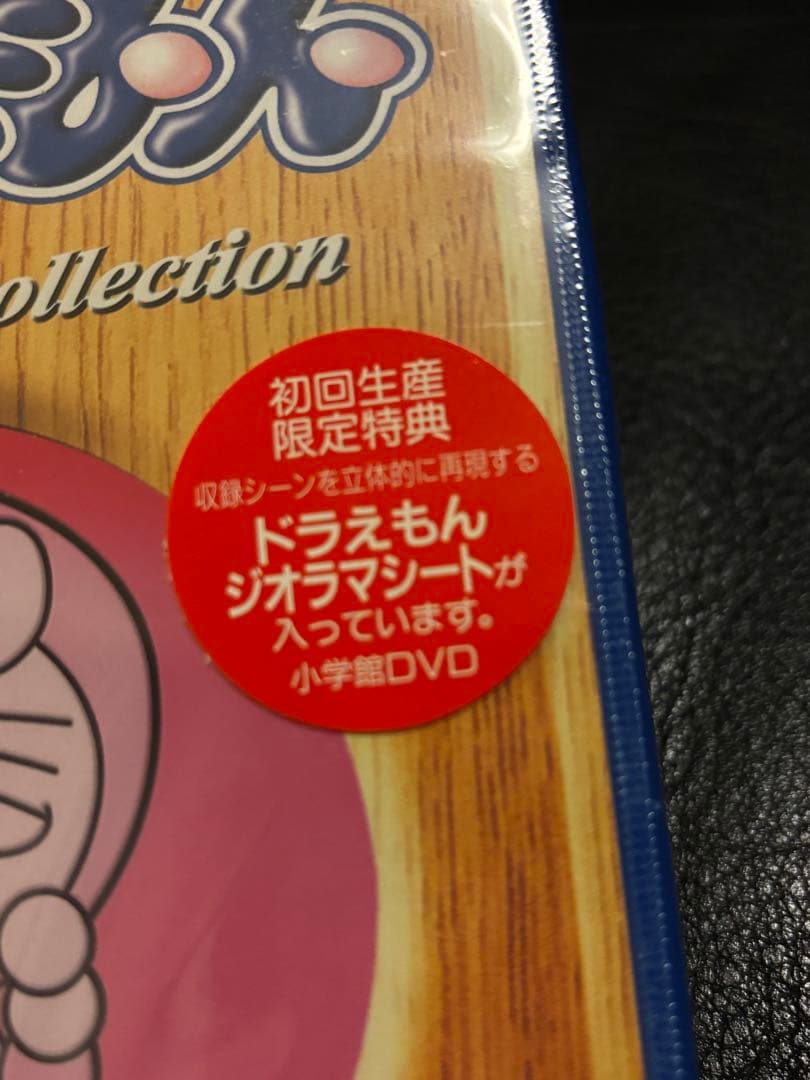 ollection
初回生産
限定特典
収録シーンを立体的に再現する
ドラえもん
ジオラマシートが
入っています。
小学館DVD